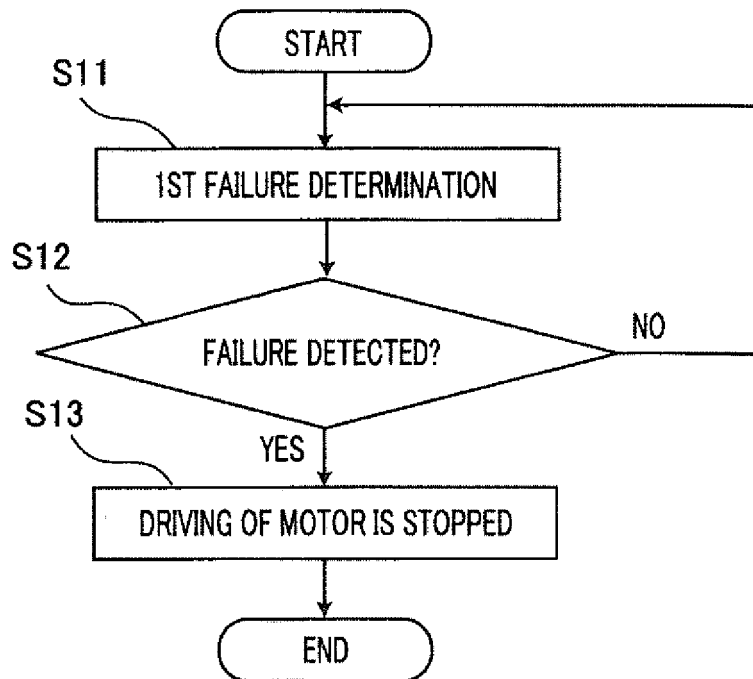 START
S11
1ST FAILURE DETERMINATION
S12
FAILURE DETECTED?
NO
S13
YES
DRIVING OF MOTOR IS STOPPED
END